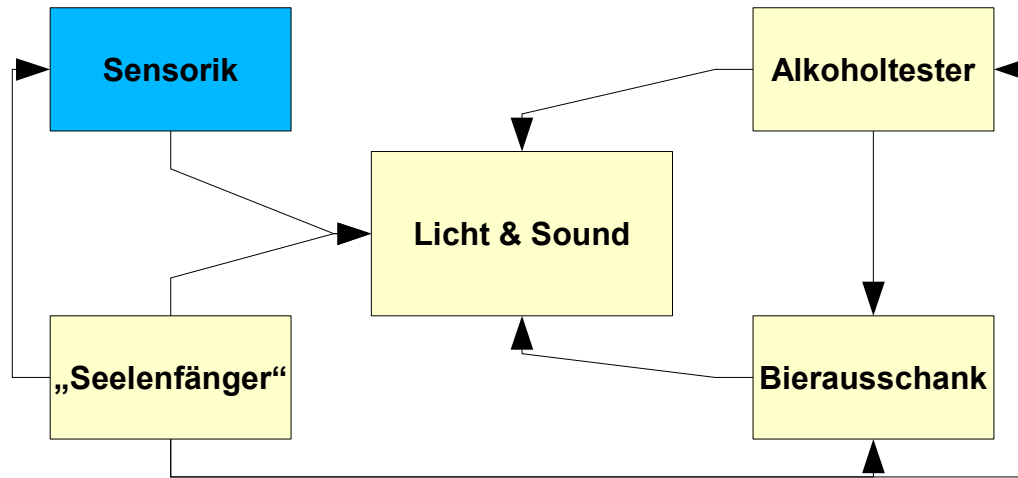 Sensorik
Alkoholtester
Licht & Sound
„Seelenfänger“
Bierausschank